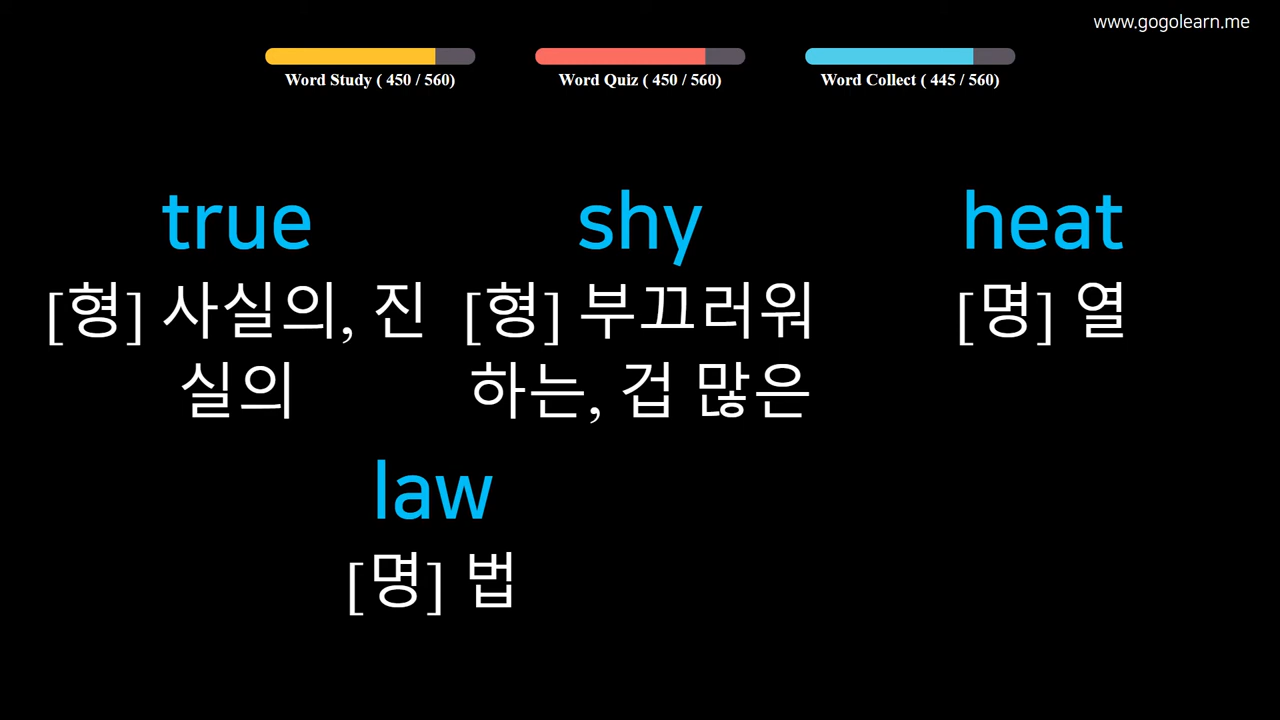 www.gogolearn.me
Word Study ( 450 / 560)
Word Quiz ( 450 / 560)
Word Collect ( 445 / 560)
true
[형] 사실의, 진
실의
shy
[형] 부끄러워
하는, 겁 많은
heat
[명] 열
law
[명] 법